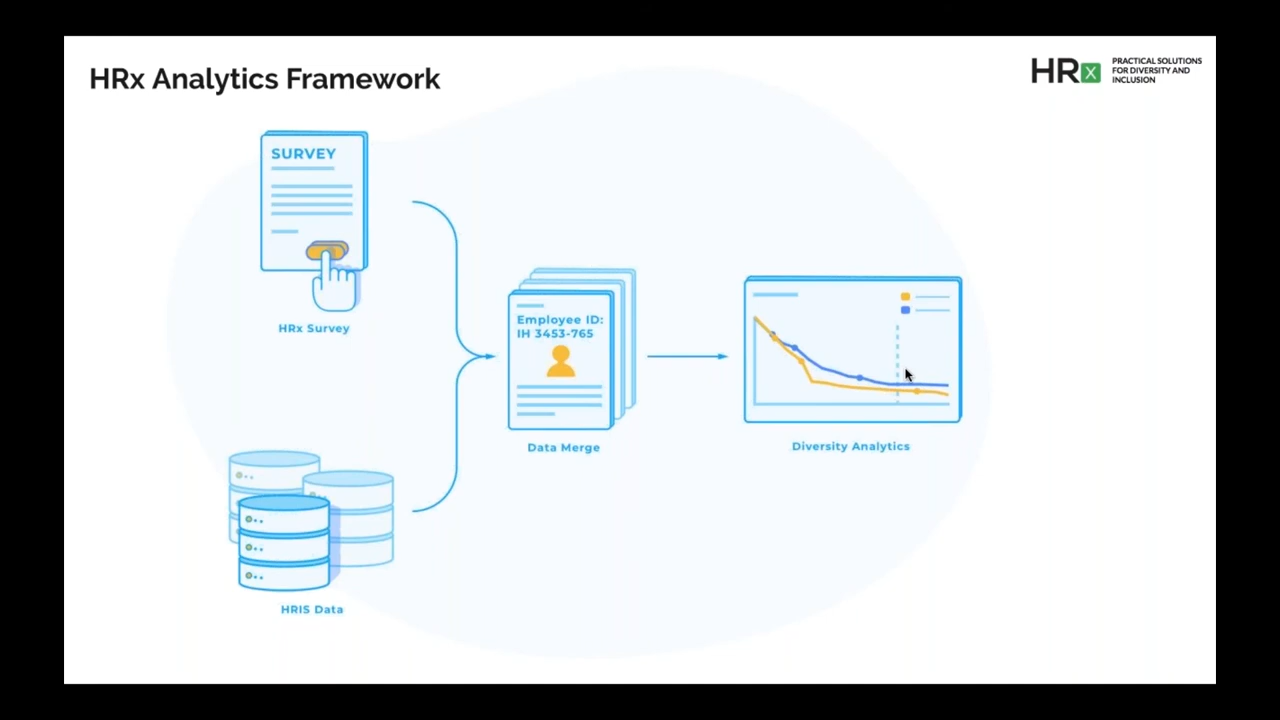 HRx Analytics Framework
HRx
PRACTICAL SOLUTIONS
FOR DIVERSITY AND
INCLUSION
SURVEY
HRx Survey
Employee ID:
IH 3453-765
Data Merge
Diversity Analytics
HRIS Data